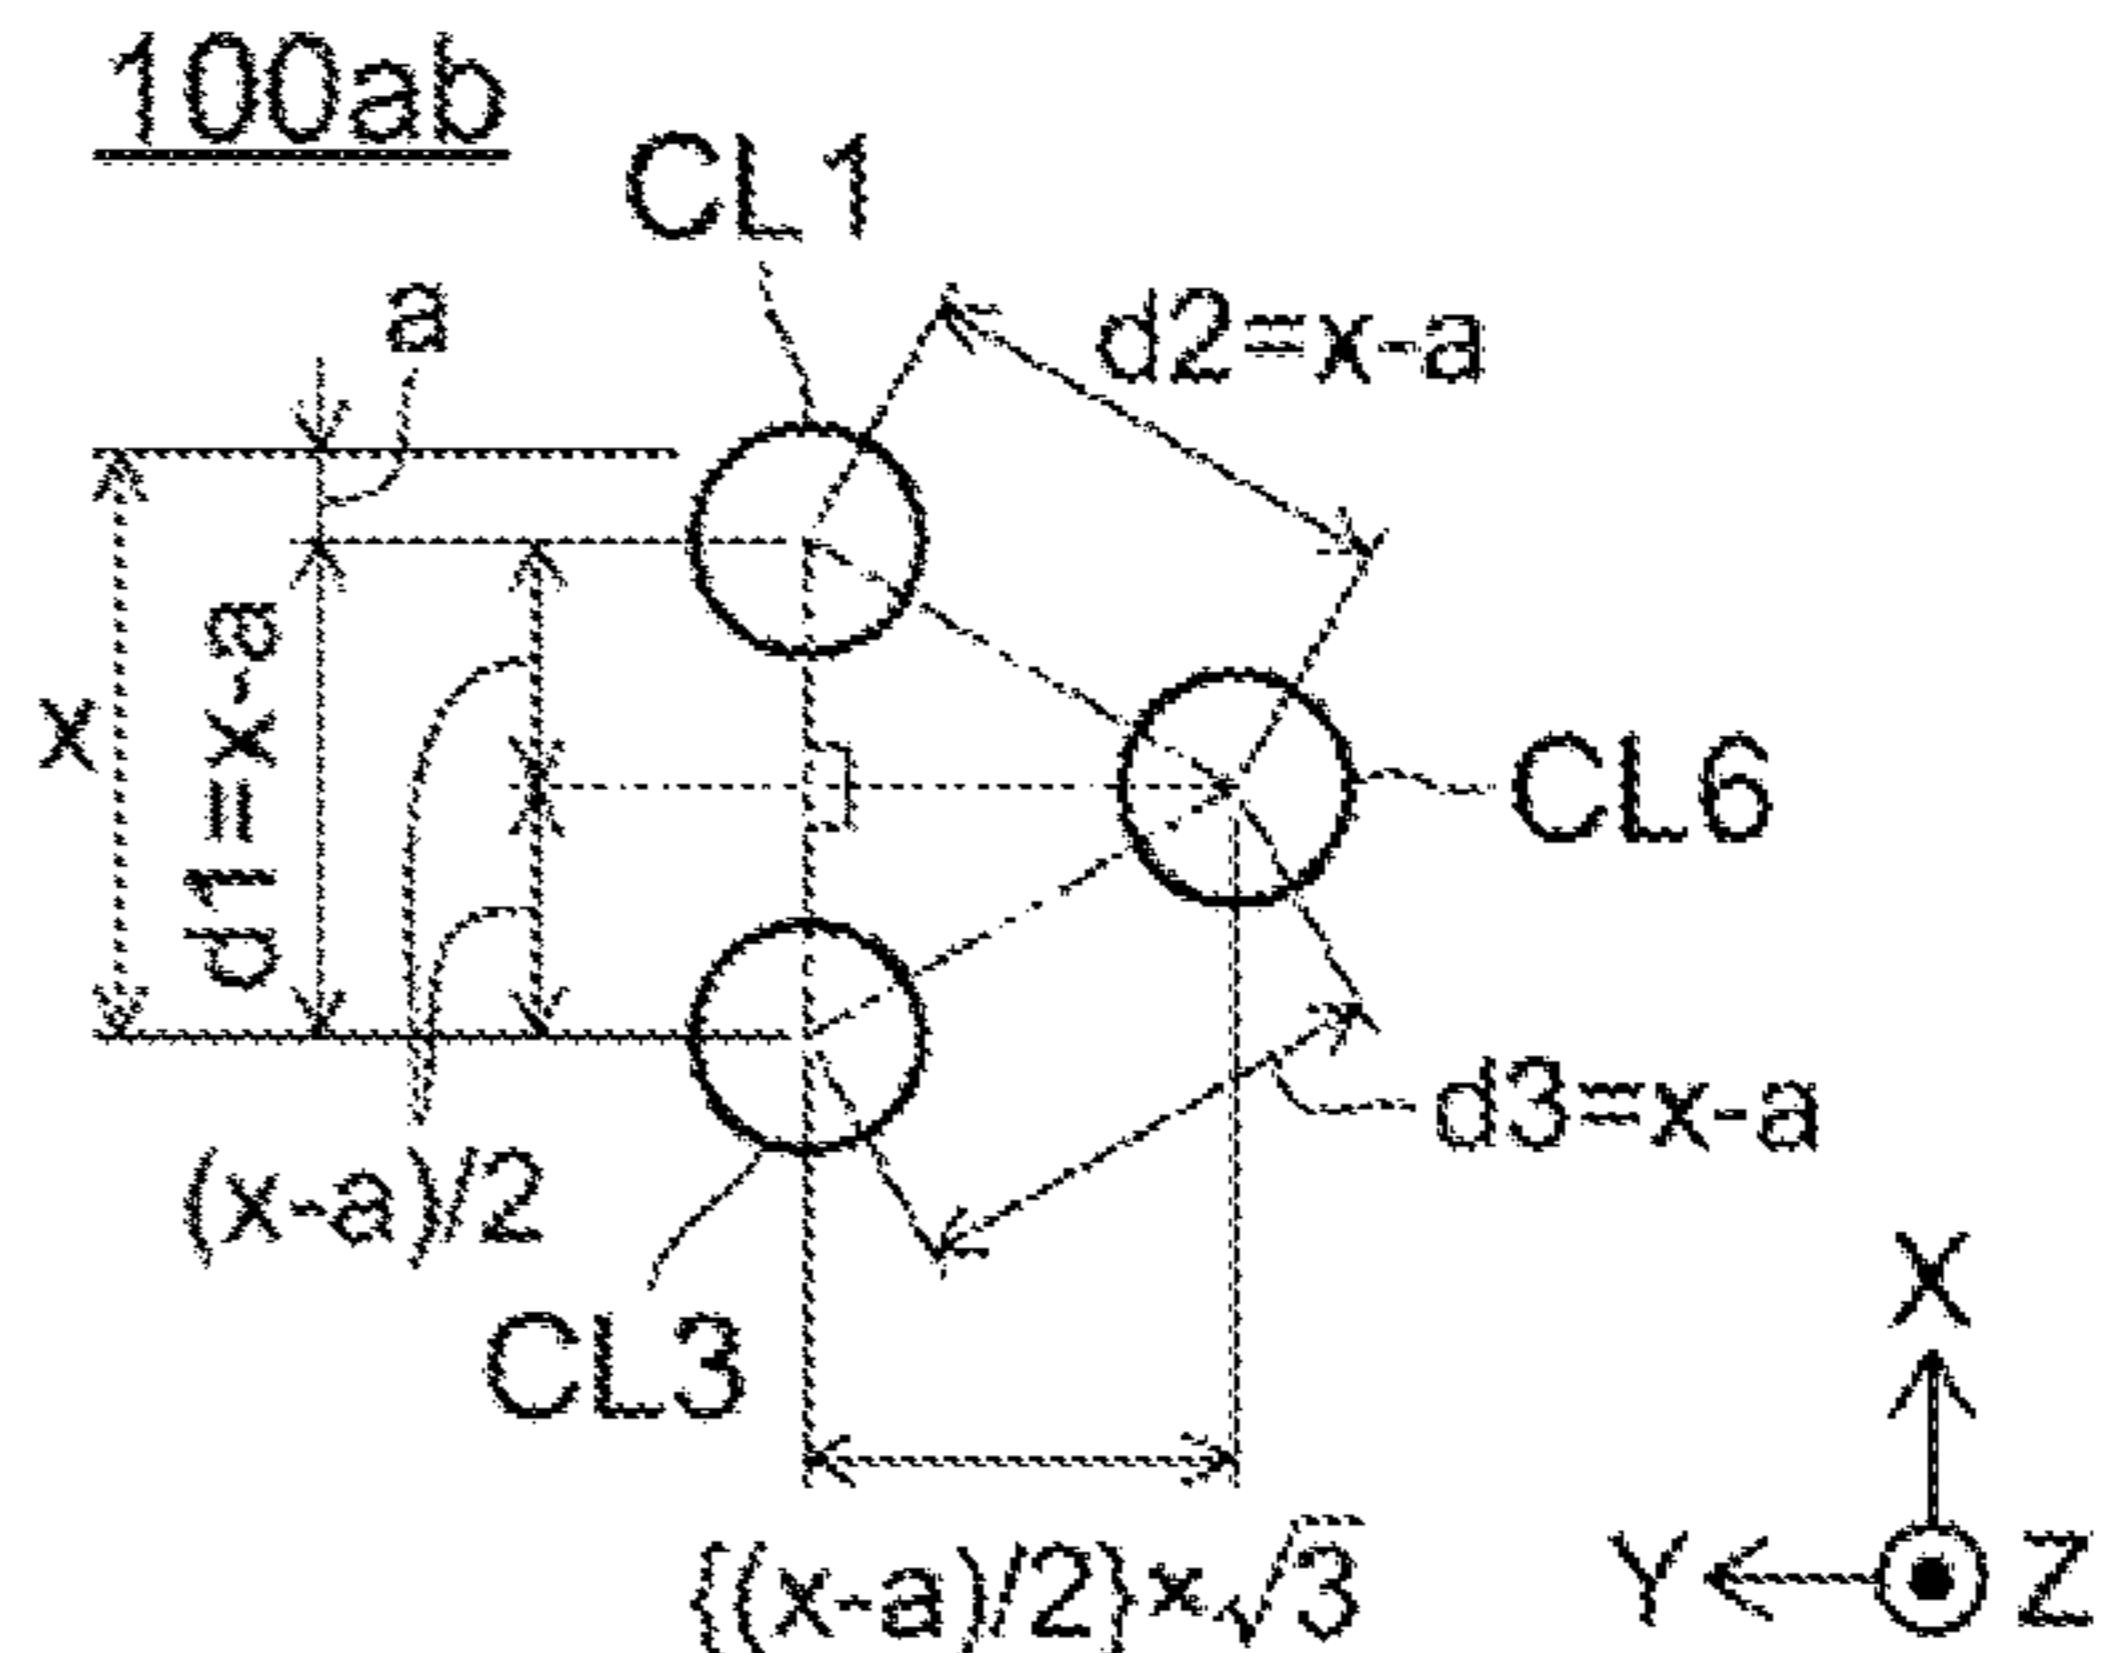 100ab
CL1
a
d2=x-a
x
d1=x-a
CL6
d3=x-a
(x-a)/2
CL3
X
{(x-a)/2}×√3
Y
Z